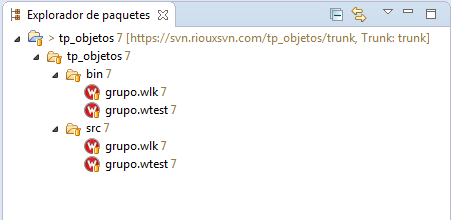 Explorador de paquetes
> tp_objetos 7 [https://svn.riouxsvn.com/tp_objetos/trunk, Trunk: trunk]
tp_objetos 7
bin 7
grupo.wlk 7
grupo.wtest 7
src 7
grupo.wlk 7
grupo.wtest 7